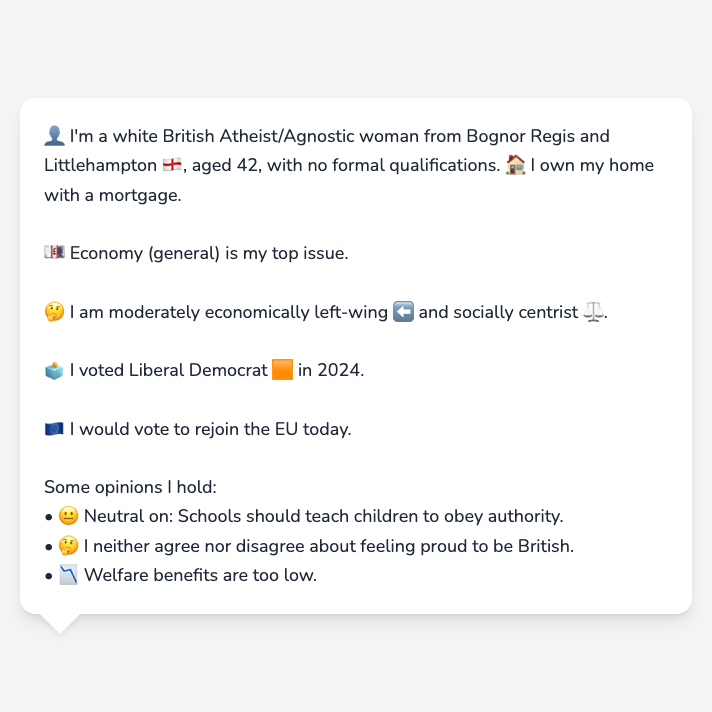 👤 I'm a white British Atheist/Agnostic woman from Bognor Regis and
Littlehampton 🏴󠁧󠁢󠁥󠁮󠁧󠁿, aged 42, with no formal qualifications. 🏠 I own my home
with a mortgage.
💷 Economy (general) is my top issue.
🤔 I am moderately economically left-wing ⬅️ and socially centrist ⚖️.
🗳️ I voted Liberal Democrat 🟧 in 2024.
🇪🇺 I would vote to rejoin the EU today.
Some opinions I hold:
• 😐 Neutral on: Schools should teach children to obey authority.
• 🤔 I neither agree nor disagree about feeling proud to be British.
• 📉 Welfare benefits are too low.